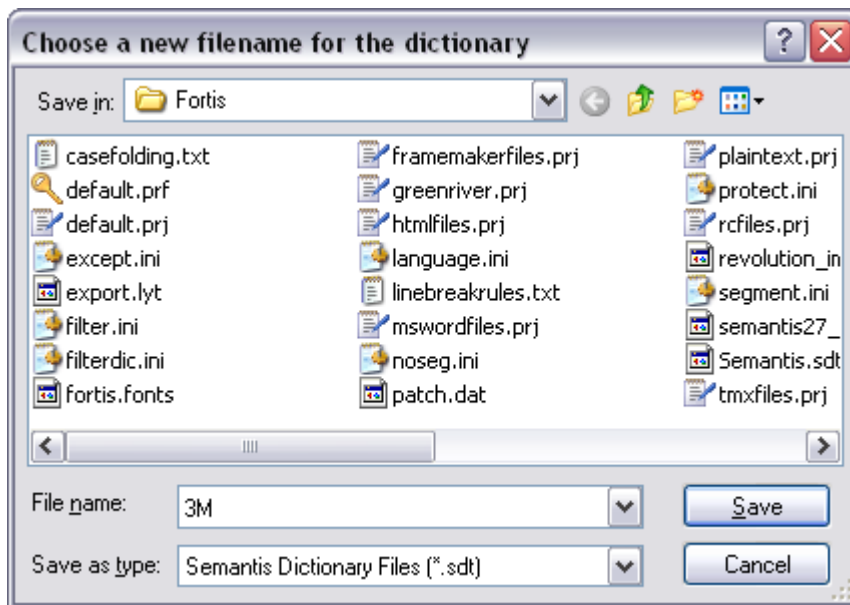 Choose a new filename for the dictionary
Save in: Fortis
casefolding.txt framemakerfiles.prj plaintext.prj
default.prf greenriver.prj protect.ini
default.prj htmlfiles.prj rcfiles.prj
except.ini language.ini revolution_in
export.lyt linebreakrules.txt segment.ini
filter.ini mswordfiles.prj semantis27_
filterdic.ini noseg.ini Semantis.sdt
fortis.fonts patch.dat tmxfiles.prj
File name: 3M Save
Save as type: Semantis Dictionary Files (*.sdt) Cancel